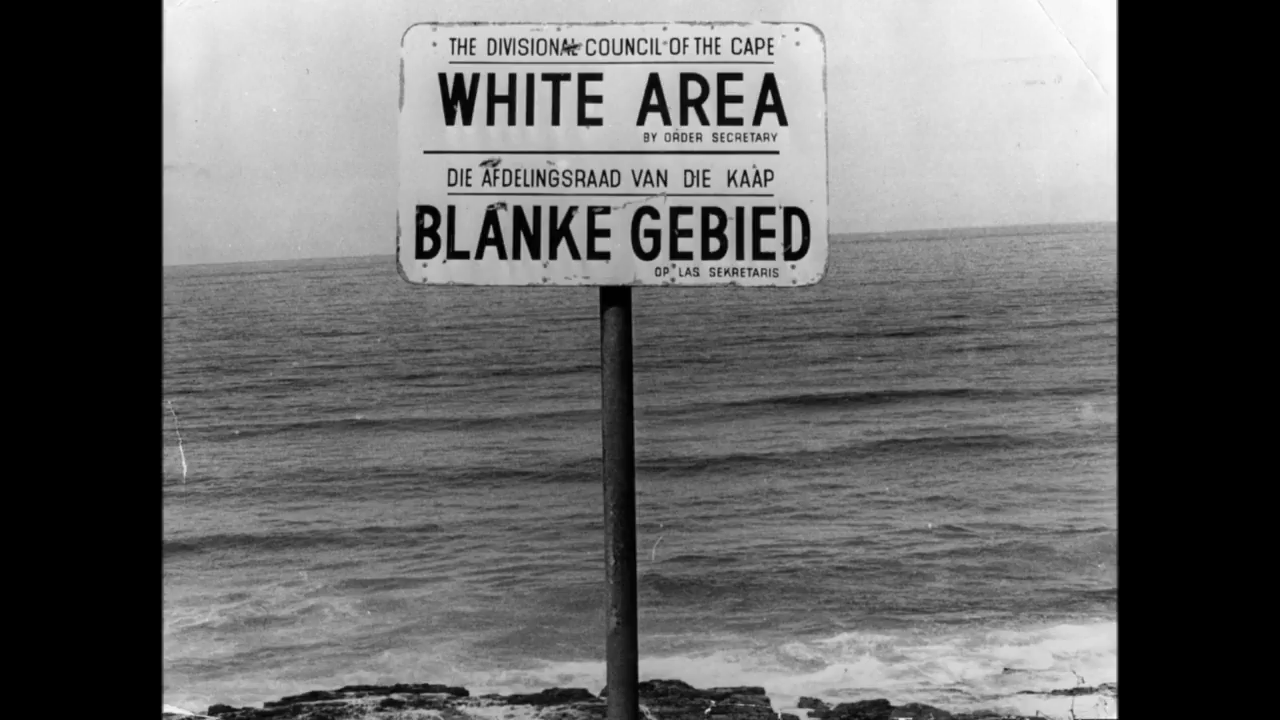 THE DIVISIONAL COUNCIL OF THE CAPE
WHITE AREA
BY ORDER SECRETARY
DIE AFDELINGSRAAD VAN DIE KAAP
BLANKE GEBIED
OP LAS SEKRETARIS